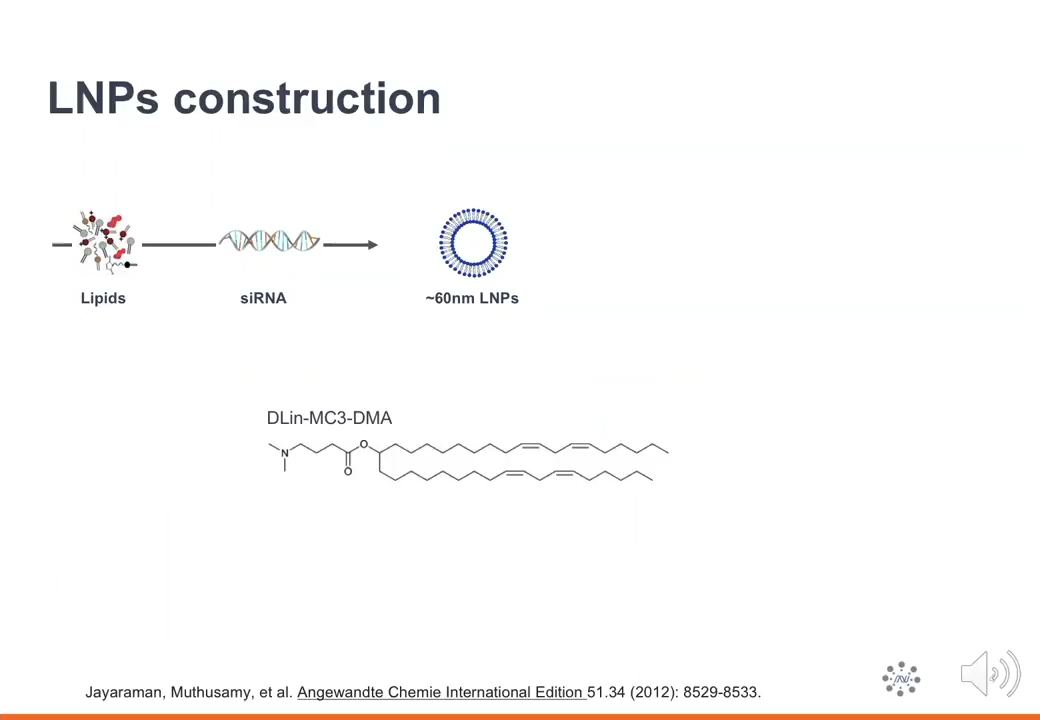 LNPs construction
Lipids
siRNA
~60nm LNPs
DLin-MC3-DMA
O
N
O
Jayaraman, Muthusamy, et al. Angewandte Chemie International Edition 51.34 (2012): 8529-8533.